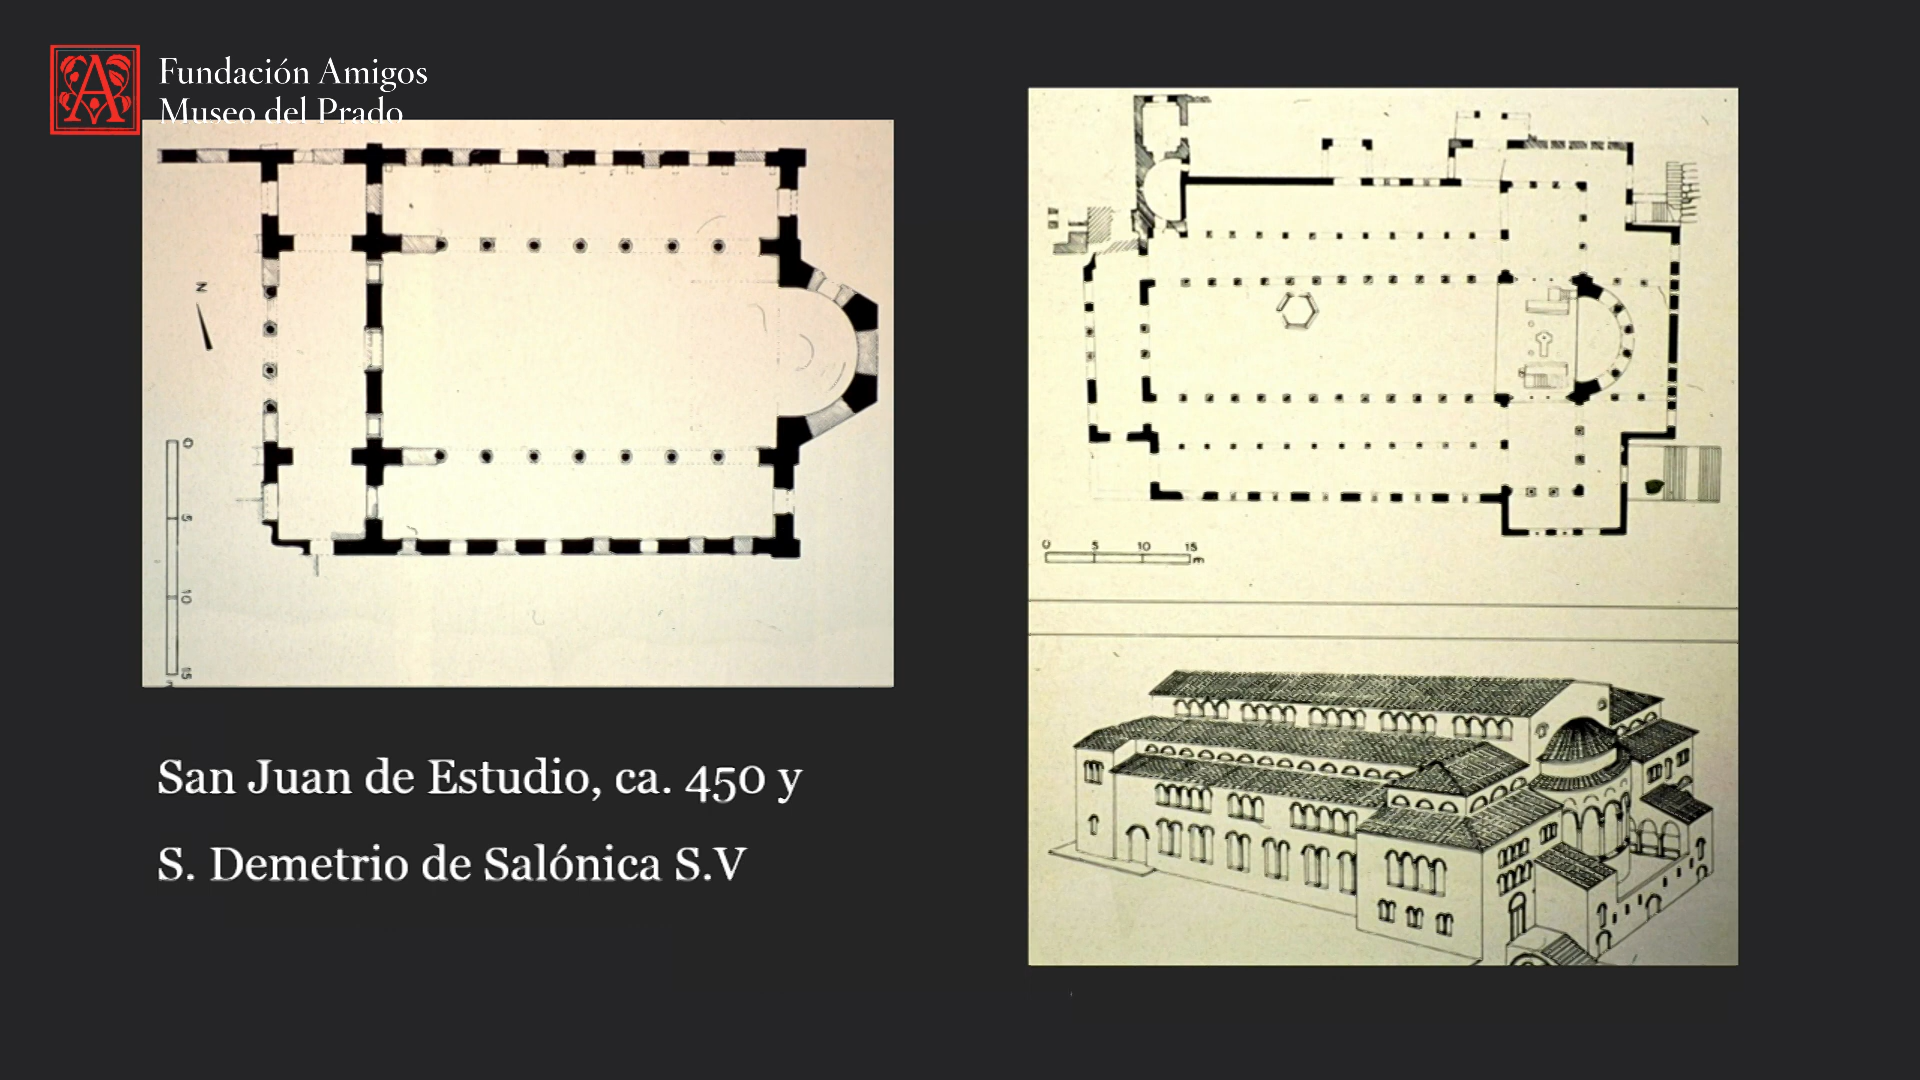 Fundación Amigos
Museo del Prado
N
0
5
10
15
0 5 10 15
m
San Juan de Estudio, ca. 450 y
S. Demetrio de Salónica S.V